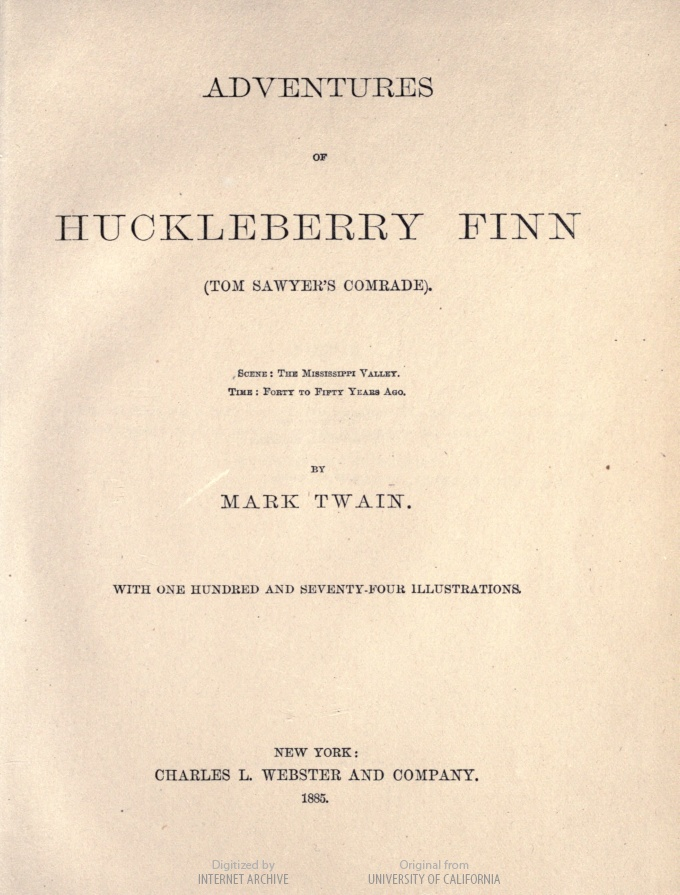 ADVENTURES
OF
HUCKLEBERRY FINN
(TOM SAWYER'S COMRADE).
SCENE: THE MISSISSIPPI VALLEY.
TIME: FORTY TO FIFTY YEARS AGO.
BY
MARK TWAIN.
WITH ONE HUNDRED AND SEVENTY-FOUR ILLUSTRATIONS.
NEW YORK:
CHARLES L. WEBSTER AND COMPANY.
1885.
Digitized by
INTERNET ARCHIVE
Original from
UNIVERSITY OF CALIFORNIA